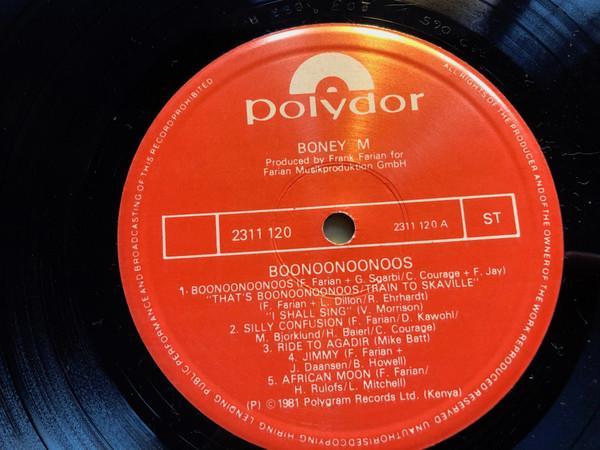 polydor
BONEY M
Produced by Frank Farian for
Farian Musikproduktion GmbH
2311 120
2311 120 A
ST
BOONOONOONOOS
1. BOONOONOONOOS (F. Farian + G. Sgarbi/ C. Courage + F. Jay)
"THAT'S BOONOONOONOOS/TRAIN TO SKAVILLE"
(F. Farian + L. Dillon/R. Ehrhardt)
"I SHALL SING" (V. Morrison)
2. SILLY CONFUSION (F. Farian/D. Kawohl/
M. Bjorklund/H. Baierl/C. Courage)
3. RIDE TO AGADIR (Mike Batt)
4. JIMMY (F. Farian +
J. Daansen/B. Howell)
5. AFRICAN MOON (F. Farian/
H. Rulofs/L. Mitchell)
(P) © 1981 Polygram Records Ltd. (Kenya)
ALL RIGHTS OF THE PRODUCER AND OF THE OWNER OF THE WORK REPRODUCED RESERVED UNAUTHORISED COPYING, HIRING, LENDING, PUBLIC PERFORMANCE AND BROADCASTING OF THIS RECORD PROHIBITED